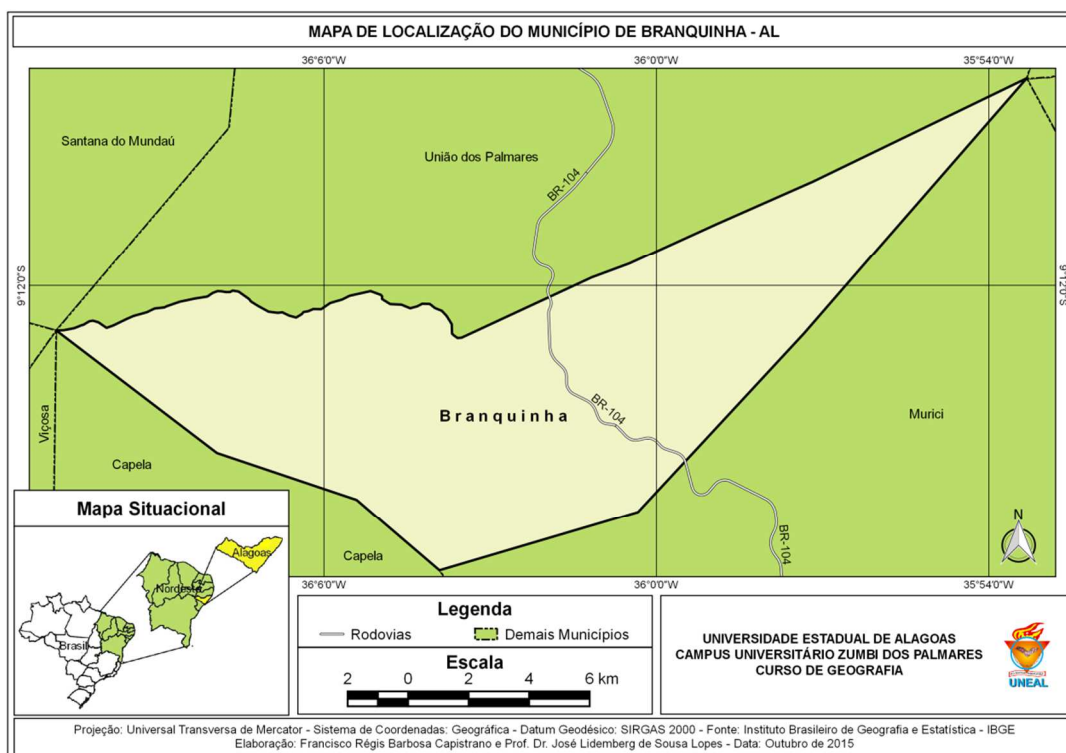 MAPA DE LOCALIZAÇÃO DO MUNICÍPIO DE BRANQUINHA - AL
36°6'0"W
36°0'0"W
35°54'0"W
Santana do Mundaú
União dos Palmares
BR-104
9°12'0"S
9°12'0"S
Viçosa
Branquinha
BR-104
Murici
Capela
Capela
BR-104
N
36°6'0"W
36°0'0"W
35°54'0"W
Mapa Situacional
Alagoas
Nordeste
Brasil
Legenda
Rodovias
Demais Municípios
Escala
2 0 2 4 6 km
UNIVERSIDADE ESTADUAL DE ALAGOAS
CAMPUS UNIVERSITÁRIO ZUMBI DOS PALMARES
CURSO DE GEOGRAFIA
UNEAL
Projeção: Universal Transversa de Mercator - Sistema de Coordenadas: Geográfica - Datum Geodésico: SIRGAS 2000 - Fonte: Instituto Brasileiro de Geografia e Estatística - IBGE
Elaboração: Francisco Régis Barbosa Capistrano e Prof. Dr. José Lidemberg de Sousa Lopes - Data: Outubro de 2015